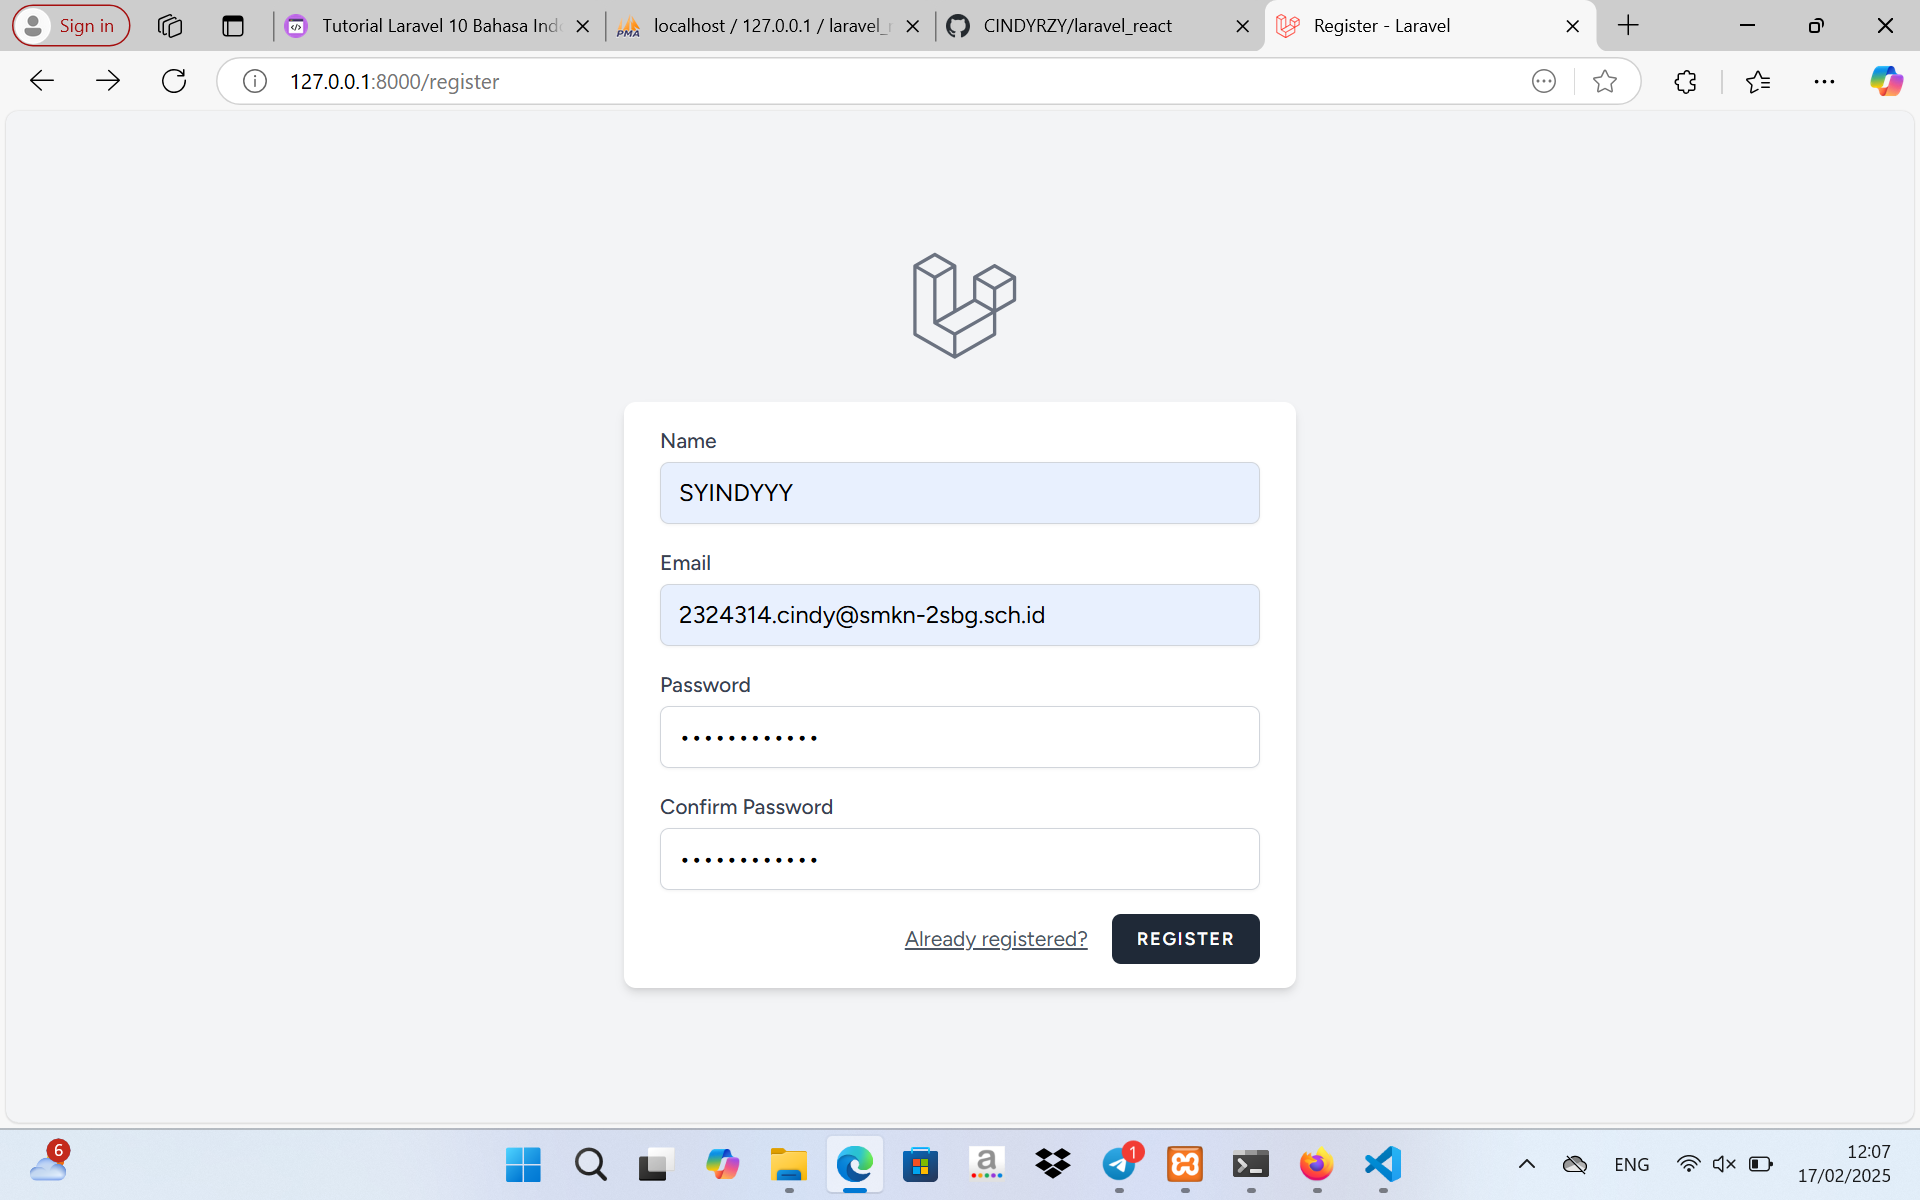 Sign in
Tutorial Laravel 10 Bahasa Indo
localhost / 127.0.0.1 / laravel_r
CINDYRZY/laravel_react
Register - Laravel
127.0.0.1:8000/register
Name
SYINDYYY
Email
2324314.cindy@smkn-2sbg.sch.id
Password
••••••••••••
Confirm Password
••••••••••••
Already registered?
REGISTER
6
1
ENG
12:07
17/02/2025